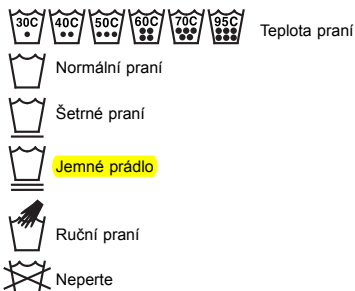 30C 40C 50C 60C 70C 95C Teplota praní
Normální praní
Šetrné praní
Jemné prádlo
Ruční praní
Neperte